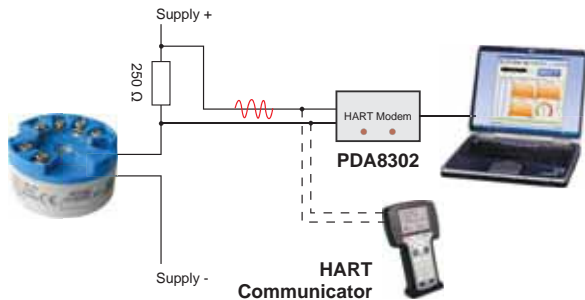 Supply +
250 Ω
HART Modem
PDA8302
HART
Communicator
Supply -